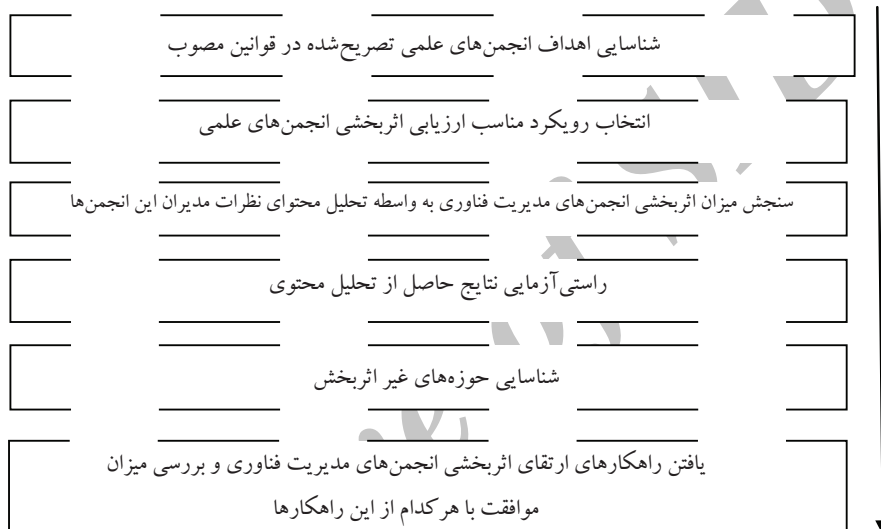 شناسایی اهداف انجمن‌های علمی تصریح‌شده در قوانین مصوب
انتخاب رویکرد مناسب ارزیابی اثربخشی انجمن‌های علمی
سنجش میزان اثربخشی انجمن‌های مدیریت فناوری به واسطه تحلیل محتوای نظرات مدیران این انجمن‌ها
راستی‌آزمایی نتایج حاصل از تحلیل محتوی
شناسایی حوزه‌های غیر اثربخش
یافتن راهکارهای ارتقای اثربخشی انجمن‌های مدیریت فناوری و بررسی میزان
موافقت با هرکدام از این راهکارها